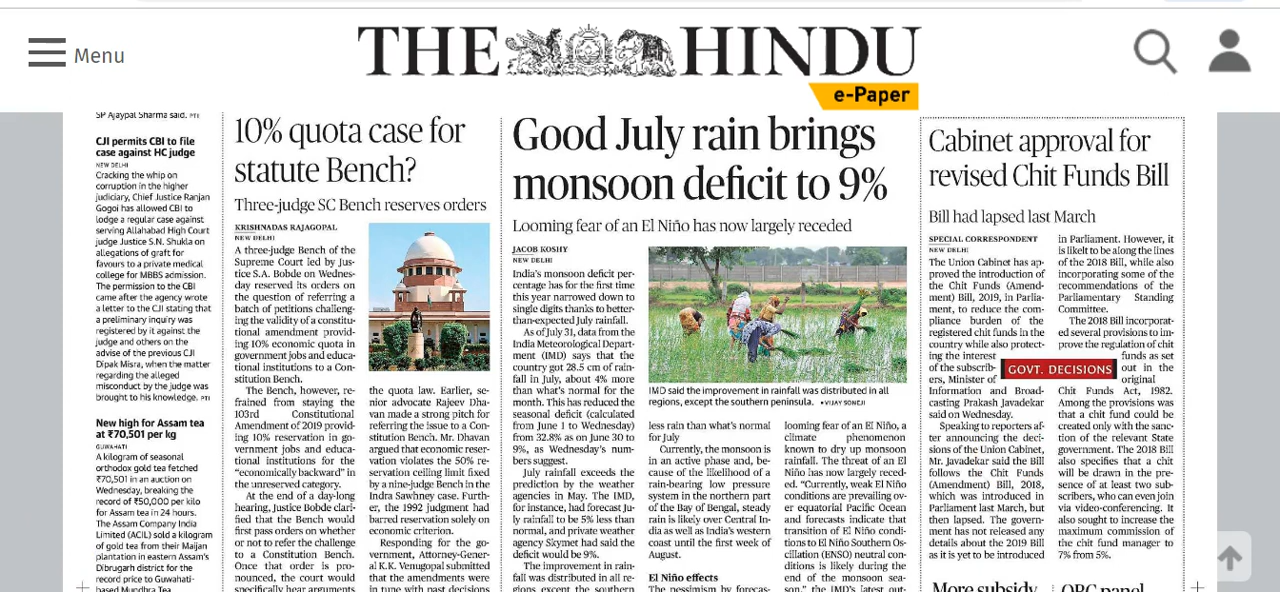 Menu
THE HINDU
e-Paper
SP Ajaypal Sharma said. PTI
CJI permits CBI to file
case against HC judge
NEW DELHI
Cracking the whip on
corruption in the higher
judiciary, Chief Justice Ranjan
Gogoi has allowed CBI to
lodge a regular case against
serving Allahabad High Court
judge Justice S.N. Shukla on
allegations of graft for
favours to a private medical
college for MBBS admission.
The permission to the CBI
came after the agency wrote
a letter to the CJI stating that
a preliminary inquiry was
registered by it against the
judge and others on the
advise of the previous CJI
Dipak Misra, when the matter
regarding the alleged
misconduct by the judge was
brought to his knowledge. PTI
New high for Assam tea
at ₹70,501 per kg
GUWAHATI
A kilogram of seasonal
orthodox gold tea fetched
₹70,501 in an auction on
Wednesday, breaking the
record of ₹50,000 per kilo
for Assam tea in 24 hours.
The Assam Company India
Limited (ACIL) sold a kilogram
of gold tea from their Maijan
plantation in eastern Assam's
Dibrugarh district for the
record price to Guwahati-
based Mundhra Tea
10% quota case for
statute Bench?
Three-judge SC Bench reserves orders
KRISHNADAS RAJAGOPAL
NEW DELHI
A three-judge Bench of the
Supreme Court led by Jus-
tice S.A. Bobde on Wednes-
day reserved its orders on
the question of referring a
batch of petitions challeng-
ing the validity of a constitu-
tional amendment provid-
ing 10% economic quota in
government jobs and educa-
tional institutions to a Con-
stitution Bench.
The Bench, however, re-
frained from staying the
103rd Constitutional
Amendment of 2019 provid-
ing 10% reservation in go-
vernment jobs and educa-
tional institutions for the
"economically backward" in
the unreserved category.
At the end of a day-long
hearing, Justice Bobde clari-
fied that the Bench would
first pass orders on whether
or not to refer the challenge
to a Constitution Bench.
Once that order is pro-
nounced, the court would
specifically hear arguments
the quota law. Earlier, se-
nior advocate Rajeev Dha-
van made a strong pitch for
referring the issue to a Con-
stitution Bench. Mr. Dhavan
argued that economic reser-
vation violates the 50% re-
servation ceiling limit fixed
by a nine-judge Bench in the
Indra Sawhney case. Furth-
er, the 1992 judgment had
barred reservation solely on
economic criterion.
Responding for the go-
vernment, Attorney-Gener-
al K.K. Venugopal submitted
that the amendments were
in tune with past decisions
Good July rain brings
monsoon deficit to 9%
Looming fear of an El Niño has now largely receded
JACOB KOSHY
NEW DELHI
India's monsoon deficit per-
centage has for the first time
this year narrowed down to
single digits thanks to better-
than-expected July rainfall.
As of July 31, data from the
India Meteorological Depart-
ment (IMD) says that the
country got 28.5 cm of rain-
fall in July, about 4% more
than what's normal for the
month. This has reduced the
seasonal deficit (calculated
from June 1 to Wednesday)
from 32.8% as on June 30 to
9%, as Wednesday's num-
bers suggest.
July rainfall exceeds the
prediction by the weather
agencies in May. The IMD,
for instance, had forecast Ju-
ly rainfall to be 5% less than
normal, and private weather
agency Skymet had said the
deficit would be 9%.
The improvement in rain-
fall was distributed in all re-
gions except the southern
IMD said the improvement in rainfall was distributed in all
regions, except the southern peninsula. • VIJAY SONEJI
less rain than what's normal
for July
Currently, the monsoon is
in an active phase and, be-
cause of the likelihood of a
rain-bearing low pressure
system in the northern part
of the Bay of Bengal, steady
rain is likely over Central In-
dia as well as India's western
coast until the first week of
August.
El Niño effects
The pessimism by forecas-
looming fear of an El Niño, a
climate phenomenon
known to dry up monsoon
rainfall. The threat of an El
Niño has now largely reced-
ed. "Currently, weak El Niño
conditions are prevailing ov-
er equatorial Pacific Ocean
and forecasts indicate that
transition of El Niño condi-
tions to El Niño Southern Os-
cillation (ENSO) neutral con-
ditions is likely during the
end of the monsoon sea-
son," the IMD's latest out-
Cabinet approval for
revised Chit Funds Bill
Bill had lapsed last March
SPECIAL CORRESPONDENT
NEW DELHI
The Union Cabinet has ap-
proved the introduction of
the Chit Funds (Amend-
ment) Bill, 2019, in Parlia-
ment, to reduce the com-
pliance burden of the
registered chit funds in the
country while also protect-
ing the interest
of the subscrib-
ers, Minister of
Information and Broad-
casting Prakash Javadekar
said on Wednesday.
Speaking to reporters af-
ter announcing the deci-
sions of the Union Cabinet,
Mr. Javadekar said the Bill
follows the Chit Funds
(Amendment) Bill, 2018,
which was introduced in
Parliament last March, but
then lapsed. The govern-
ment has not released any
details about the 2019 Bill
as it is yet to be introduced
GOVT. DECISIONS
in Parliament. However, it
is likelt to be along the lines
of the 2018 Bill, while also
incorporating some of the
recommendations of the
Parliamentary Standing
Committee.
The 2018 Bill incorporat-
ed several provisions to im-
prove the regulation of chit
funds as set
out in the
original
Chit Funds Act, 1982.
Among the provisions was
that a chit fund could be
created only with the sanc-
tion of the relevant State
government. The 2018 Bill
also specifies that a chit
will be drawn in the pre-
sence of at least two sub-
scribers, who can even join
via video-conferencing. It
also sought to increase the
maximum commission of
the chit fund manager to
7% from 5%.
More subsidy
OBC panel